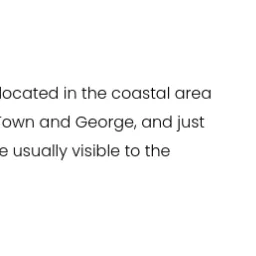 located in the coastal area
Town and George, and just
usually visible to the